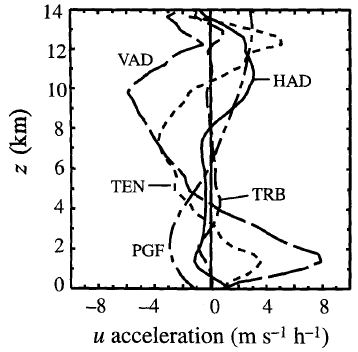 14
12
10
8
6
4
2
0
z (km)
VAD
HAD
TEN
TRB
PGF
-8 -4 0 4 8
u acceleration (m s⁻¹ h⁻¹)